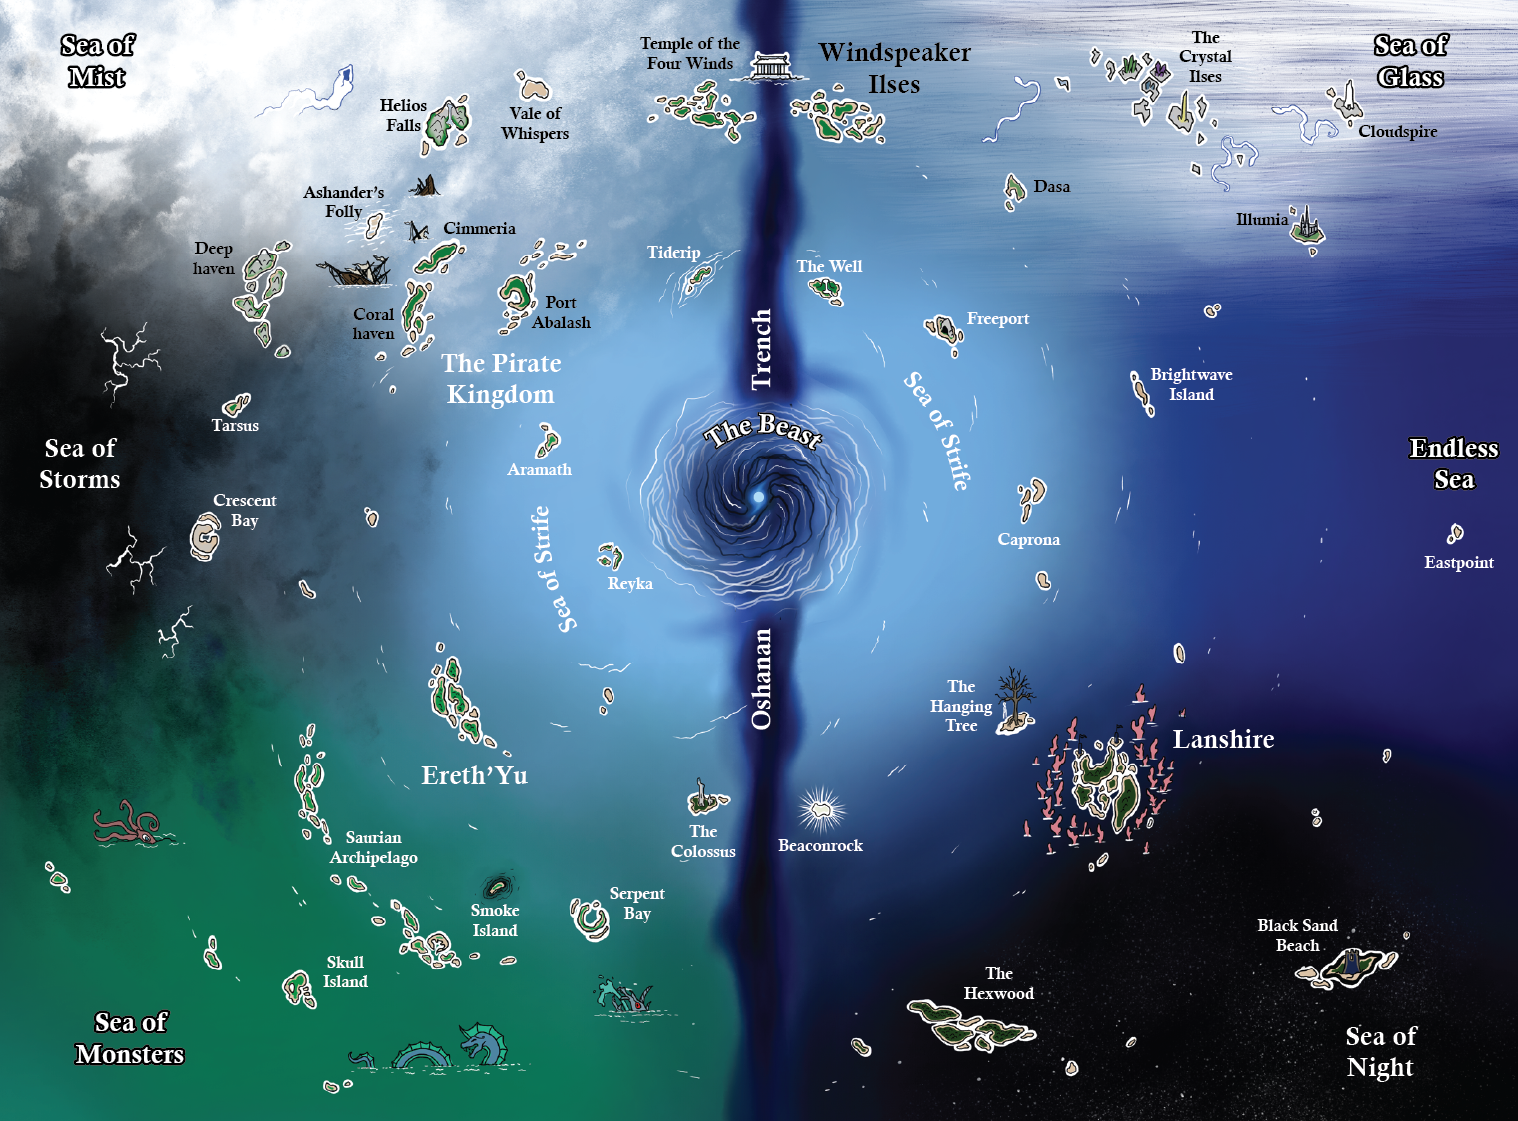 Sea of
Mist
Temple of the
Four Winds
Windspeaker
Ilses
The
Crystal
Ilses
Sea of
Glass
Helios
Falls
Vale of
Whispers
Cloudspire
Ashander's
Folly
Cimmeria
Dasa
Illumia
Deep
haven
Tiderip
The Well
Coral
haven
Port
Abalash
Freeport
The Pirate
Kingdom
Trench
Brightwave
Island
Tarsus
The Beast
Sea of Strife
Sea of
Storms
Aramath
Endless
Sea
Crescent
Bay
Sea of Strife
Caprona
Reyka
Eastpoint
Oshanan
The
Hanging
Tree
Lanshire
Ereth'Yu
Saurian
Archipelago
The
Colossus
Beaconrock
Smoke
Island
Serpent
Bay
Black Sand
Beach
Skull
Island
The
Hexwood
Sea of
Monsters
Sea of
Night